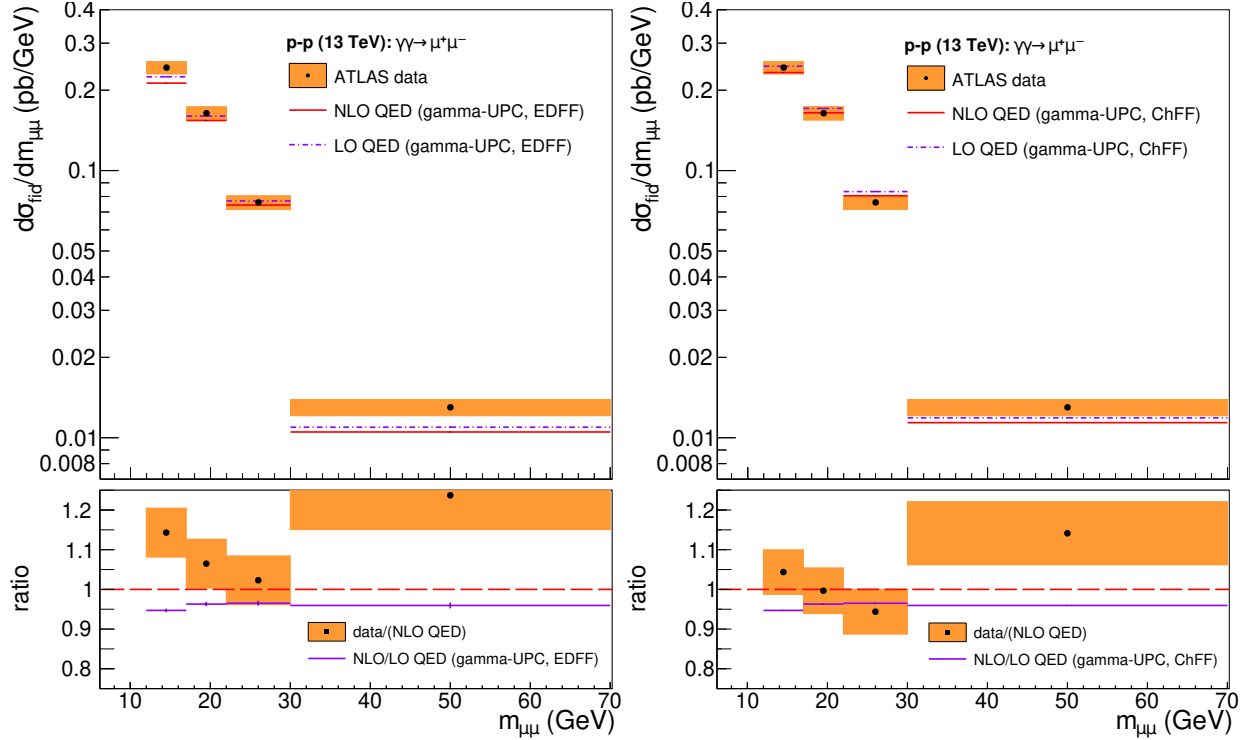 p-p (13 TeV): γγ→ μ⁺μ⁻
ATLAS data
NLO QED (gamma-UPC, EDFF)
LO QED (gamma-UPC, EDFF)
dσfid/dmμμ (pb/GeV)
0.4
0.3
0.2
0.1
0.05
0.04
0.03
0.02
0.01
0.008
ratio
1.2
1.1
1
0.9
0.8
data/(NLO QED)
NLO/LO QED (gamma-UPC, EDFF)
10 20 30 40 50 60 70
mμμ (GeV)
p-p (13 TeV): γγ→ μ⁺μ⁻
ATLAS data
NLO QED (gamma-UPC, ChFF)
LO QED (gamma-UPC, ChFF)
dσfid/dmμμ (pb/GeV)
0.4
0.3
0.2
0.1
0.05
0.04
0.03
0.02
0.01
0.008
ratio
1.2
1.1
1
0.9
0.8
data/(NLO QED)
NLO/LO QED (gamma-UPC, ChFF)
10 20 30 40 50 60 70
mμμ (GeV)